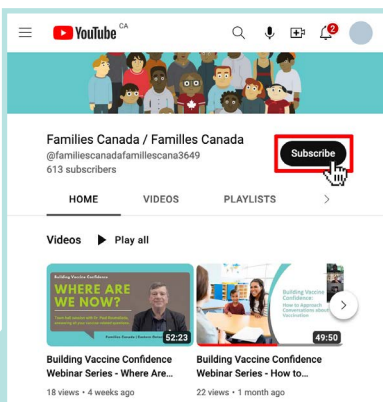 YouTube CA
2
Families Canada / Familles Canada
@familiescanadafamillescana3649
613 subscribers
Subscribe
HOME VIDEOS PLAYLISTS
Videos Play all
Building Vaccine Confidence
WHERE ARE
WE NOW?
52:23
Building Vaccine
Confidence:
How to Approach
Conversations about
Vaccination
49:50
Building Vaccine Confidence
Webinar Series - Where Are...
18 views • 4 weeks ago
Building Vaccine Confidence
Webinar Series - How to...
22 views • 1 month ago